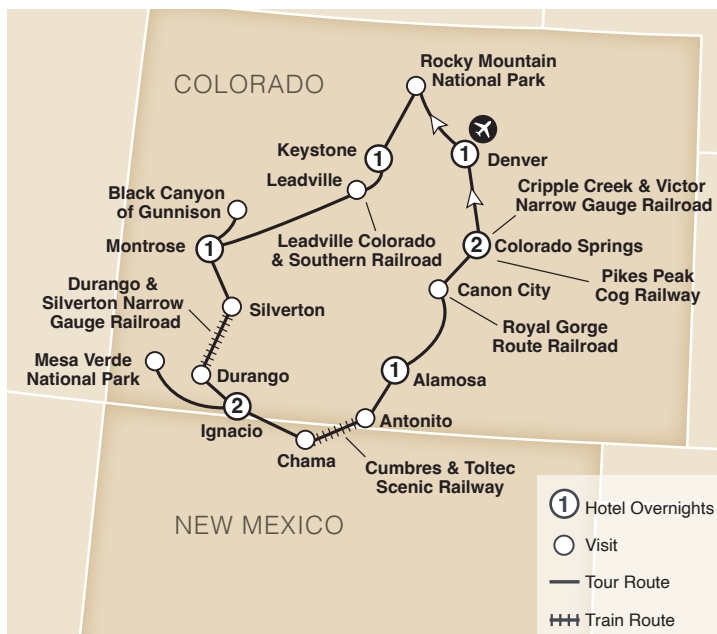 COLORADO
Rocky Mountain
National Park
Keystone
1
1
Denver
Leadville
Cripple Creek & Victor
Narrow Gauge Railroad
Black Canyon
of Gunnison
Montrose
1
Leadville Colorado
& Southern Railroad
2
Colorado Springs
Pikes Peak
Cog Railway
Durango &
Silverton Narrow
Gauge Railroad
Silverton
Canon City
Royal Gorge
Route Railroad
Mesa Verde
National Park
Durango
1
Alamosa
2
Ignacio
Antonito
Chama
Cumbres & Toltec
Scenic Railway
NEW MEXICO
1 Hotel Overnights
Visit
Tour Route
Train Route